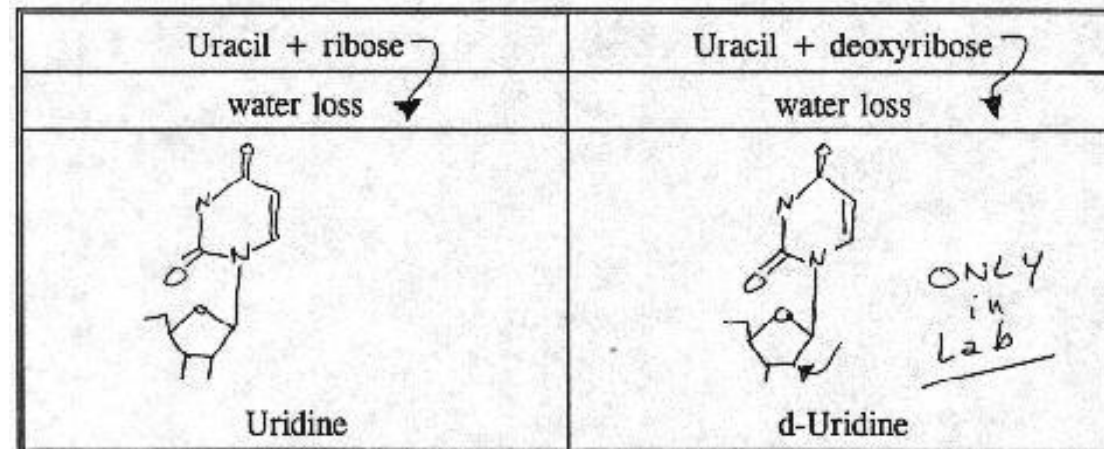 Uracil + ribose
Uracil + deoxyribose
water loss
water loss
N
N
O
O
O
N
N
O
O
O
ONLY
in
Lab
Uridine
d-Uridine